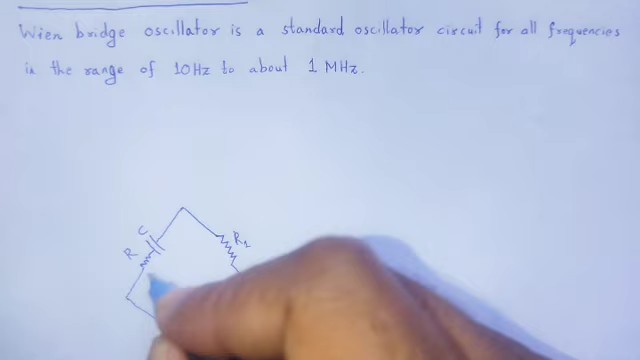 Wien bridge oscillator is a standard oscillator circuit for all frequencies
in the range of 10Hz to about 1 MHz.
C
R
R1